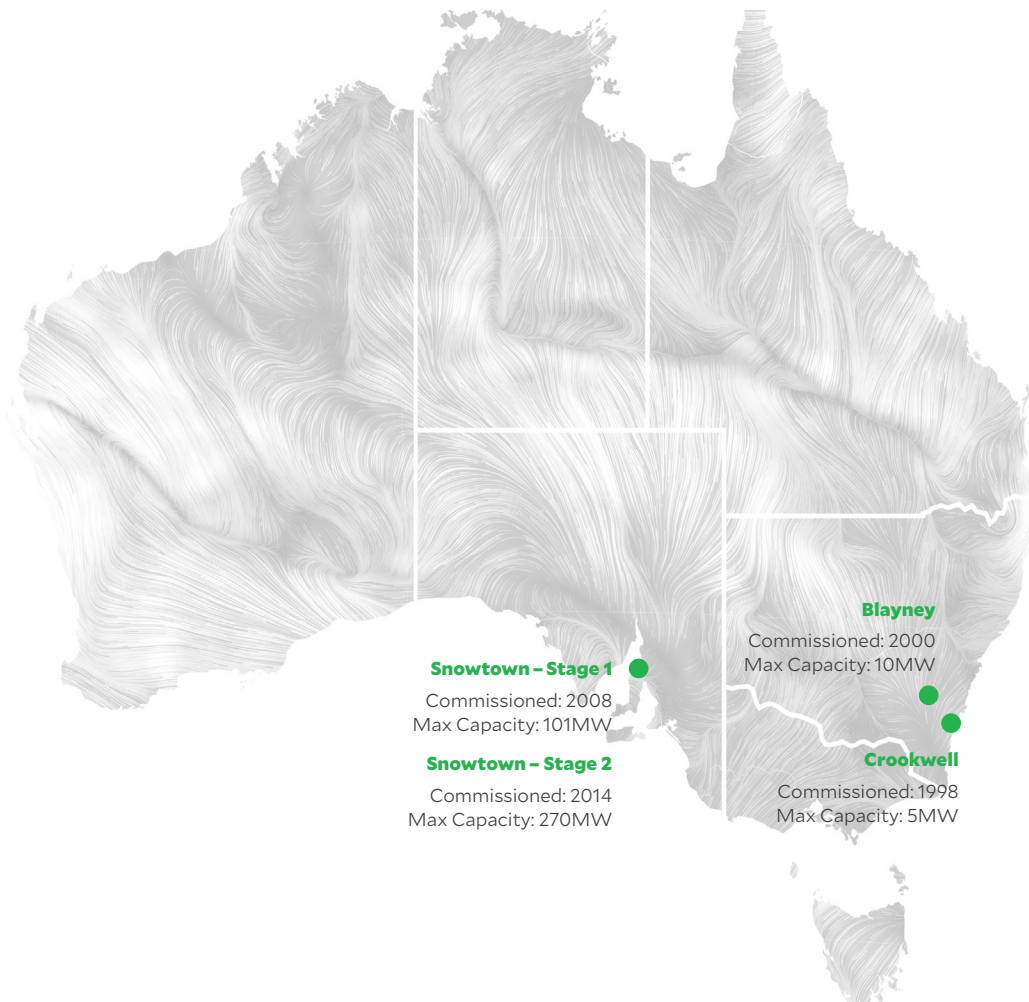 Blayney
Commissioned: 2000
Max Capacity: 10MW
Snowtown – Stage 1
Commissioned: 2008
Max Capacity: 101MW
Snowtown – Stage 2
Commissioned: 2014
Max Capacity: 270MW
Crookwell
Commissioned: 1998
Max Capacity: 5MW